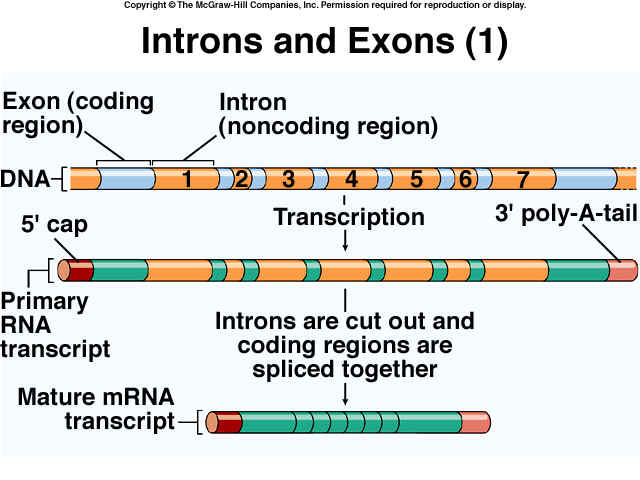 Copyright © The McGraw-Hill Companies, Inc. Permission required for reproduction or display.
Introns and Exons (1)
Exon (coding
region)
Intron
(noncoding region)
DNA
1 2 3 4 5 6 7
Transcription
5' cap
3' poly-A-tail
Primary
RNA
transcript
Introns are cut out and
coding regions are
spliced together
Mature mRNA
transcript